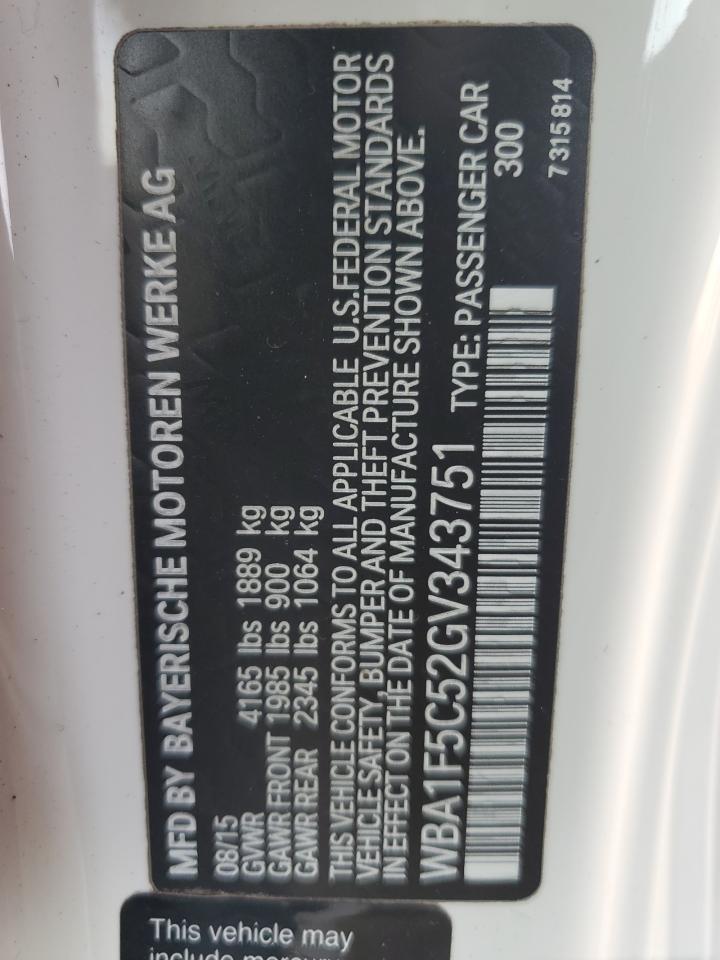 MFD BY BAYERISCHE MOTOREN WERKE AG
08/15
GVWR 4165 lbs 1889 kg
GAWR FRONT 1985 lbs 900 kg
GAWR REAR 2345 lbs 1064 kg
THIS VEHICLE CONFORMS TO ALL APPLICABLE U.S.FEDERAL MOTOR
VEHICLE SAFETY, BUMPER AND THEFT PREVENTION STANDARDS
IN EFFECT ON THE DATE OF MANUFACTURE SHOWN ABOVE.
WBA1F5C52GV343751 TYPE: PASSENGER CAR
300
7315814
This vehicle may
include